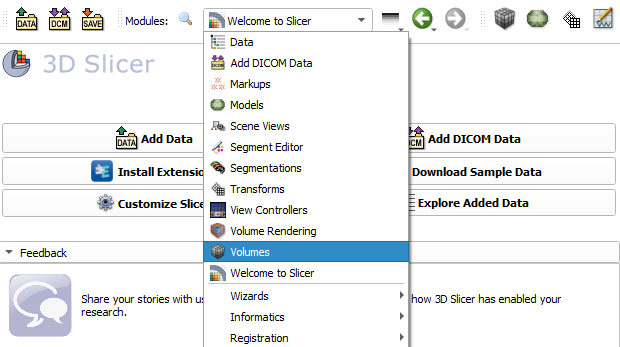 DATA DCM SAVE Modules: Welcome to Slicer
3D Slicer
Data
Add DICOM Data
Markups
Models
Scene Views
Segment Editor
Segmentations
Transforms
View Controllers
Volume Rendering
Volumes
Welcome to Slicer
Wizards
Informatics
Registration
DATA Add Data
DCM Add DICOM Data
Install Extensio
Download Sample Data
Customize Slice
Explore Added Data
Feedback
Share your stories with us
how 3D Slicer has enabled your
research.